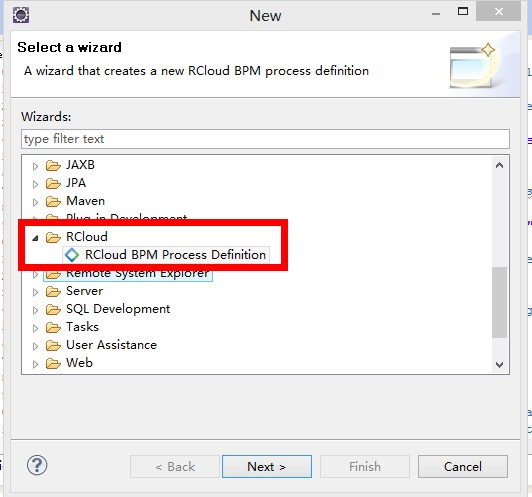 New
Select a wizard
A wizard that creates a new RCloud BPM process definition
Wizards:
type filter text
JAXB
JPA
Maven
Plug-in Development
RCloud
RCloud BPM Process Definition
Remote System Explorer
Server
SQL Development
Tasks
User Assistance
Web
?
< Back
Next >
Finish
Cancel